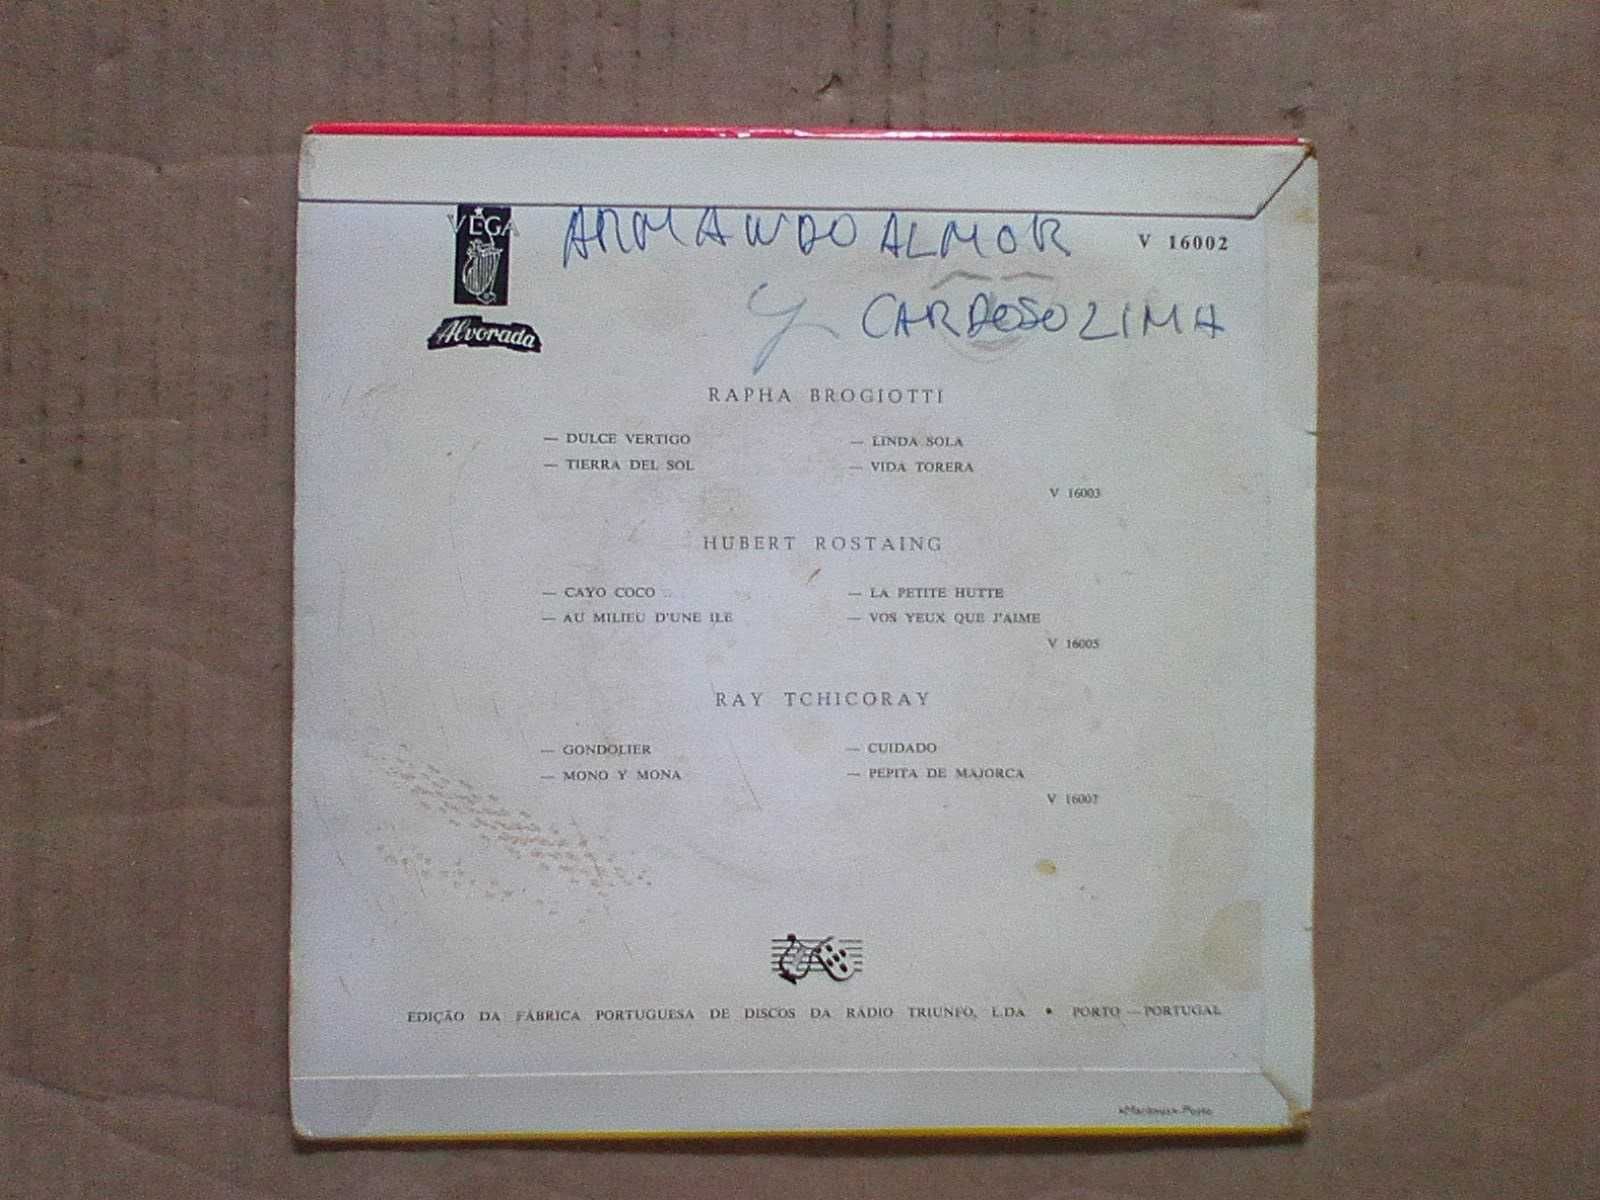 VÉGA
ARMANDO ALMOR
V 16002
Y CARDOSO LIMA
Alvorada
RAPHA BROGIOTTI
— DULCE VERTIGO — LINDA SOLA
— TIERRA DEL SOL — VIDA TORERA
V 16003
HUBERT ROSTAING
— CAYO COCO — LA PETITE HUTTE
— AU MILIEU D'UNE ILE — VOS YEUX QUE J'AIME
V 16005
RAY TCHICORAY
— GONDOLIER — CUIDADO
— MONO Y MONA — PEPITA DE MAJORCA
V 16007
EDIÇÃO DA FÁBRICA PORTUGUESA DE DISCOS DA RÁDIO TRIUNFO, L.DA • PORTO — PORTUGAL
Porto